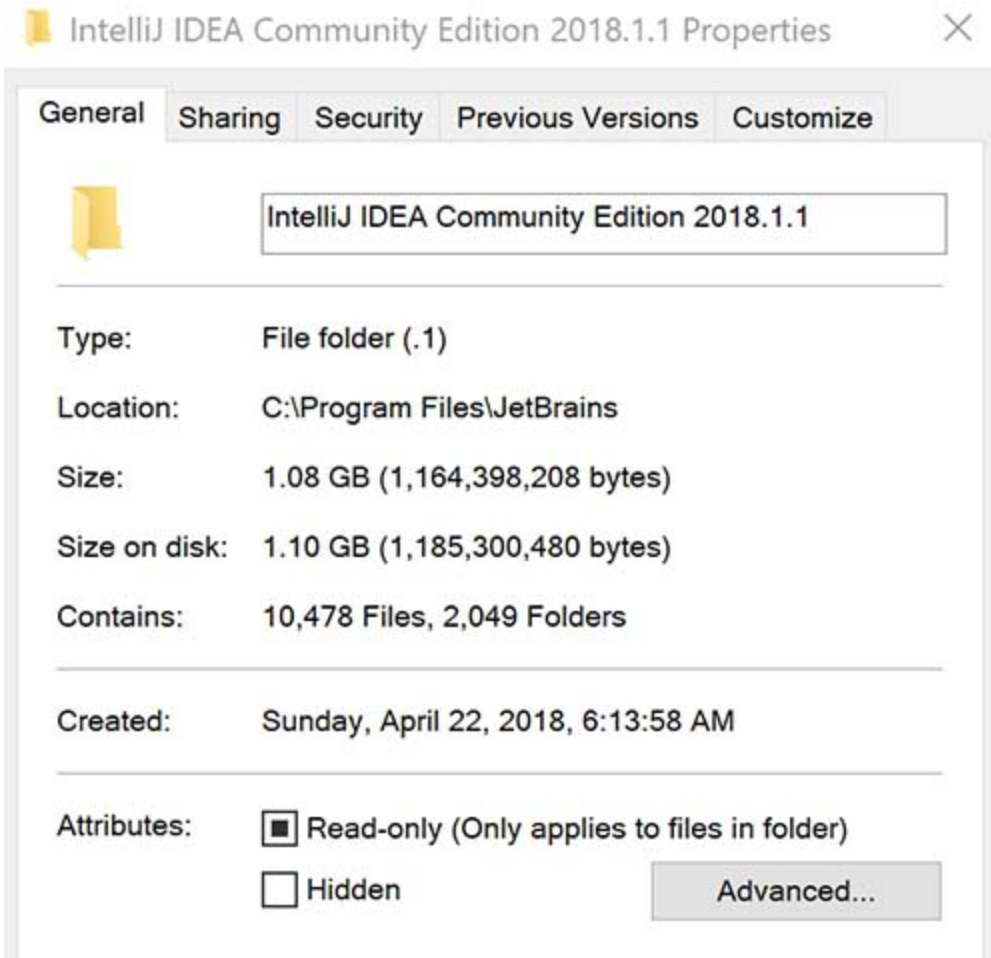 IntelliJ IDEA Community Edition 2018.1.1 Properties
General Sharing Security Previous Versions Customize
IntelliJ IDEA Community Edition 2018.1.1
Type: File folder (.1)
Location: C:\Program Files\JetBrains
Size: 1.08 GB (1,164,398,208 bytes)
Size on disk: 1.10 GB (1,185,300,480 bytes)
Contains: 10,478 Files, 2,049 Folders
Created: Sunday, April 22, 2018, 6:13:58 AM
Attributes: Read-only (Only applies to files in folder)
Hidden Advanced...